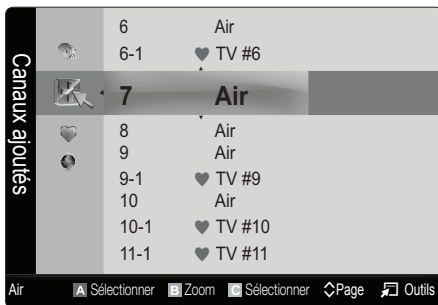 Canaux ajoutés
6 Air
6-1 ♥ TV #6
7 Air
8 Air
9 Air
9-1 ♥ TV #9
10 Air
10-1 ♥ TV #10
11-1 ♥ TV #11
Air A Sélectionner B Zoom C Sélectionner Page Outils